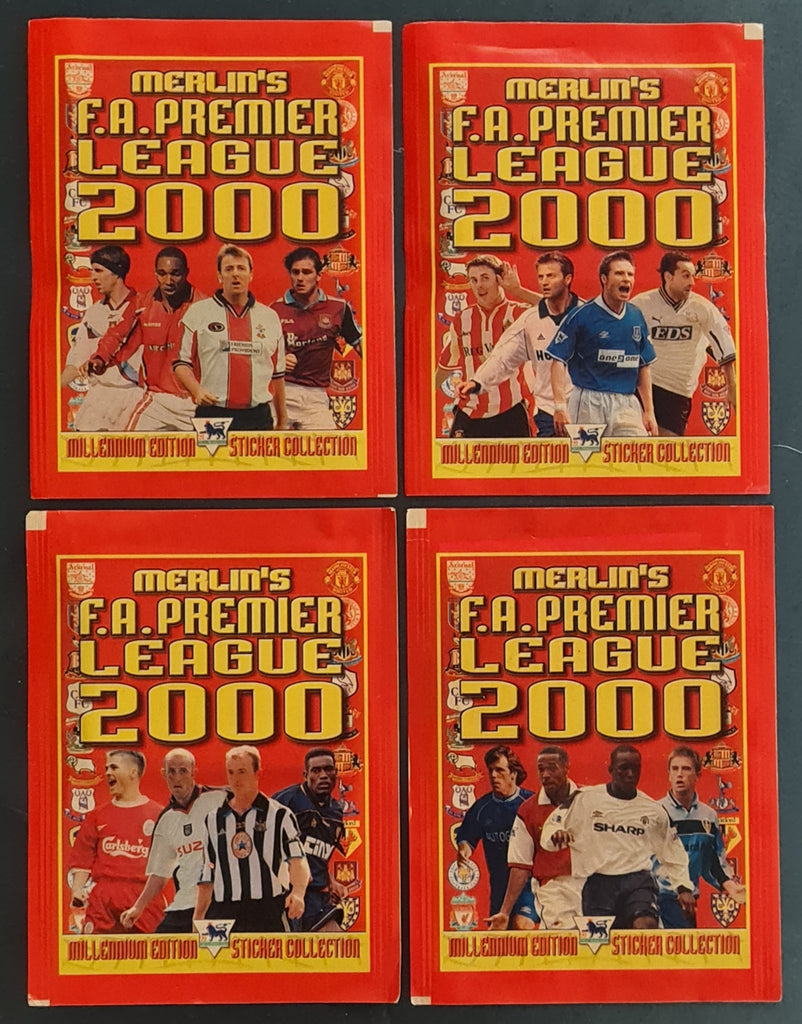 MERLIN'S
F.A. PREMIER
LEAGUE
2000
MILLENNIUM EDITION STICKER COLLECTION
MERLIN'S
F.A. PREMIER
LEAGUE
2000
one2one
EDS
MILLENNIUM EDITION STICKER COLLECTION
MERLIN'S
F.A. PREMIER
LEAGUE
2000
Carlsberg
SUZ
MILLENNIUM EDITION STICKER COLLECTION
MERLIN'S
F.A. PREMIER
LEAGUE
2000
SHARP
MILLENNIUM EDITION STICKER COLLECTION